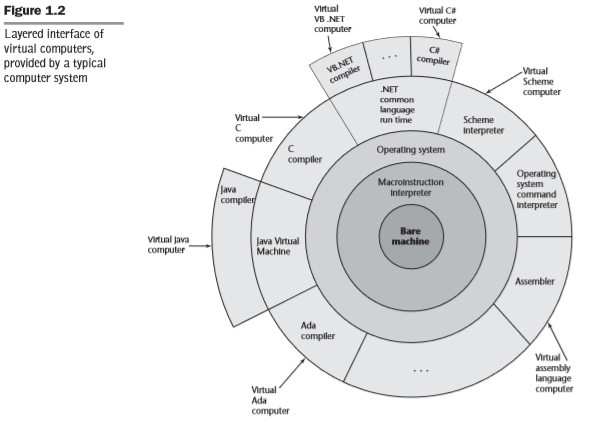 Figure 1.2
Layered interface of
virtual computers,
provided by a typical
computer system
Virtual
VB .NET
computer
Virtual C#
computer
VB.NET
compiler
. . .
C#
compiler
Virtual
Scheme
computer
.NET
common
language
run time
Virtual
C
computer
Scheme
interpreter
C
compiler
Operating system
Operating
system
command
interpreter
Macroinstruction
interpreter
Java
compiler
Bare
machine
Virtual Java
computer
Java Virtual
Machine
Assembler
Ada
compiler
. . .
Virtual
assembly
language
computer
Virtual
Ada
computer